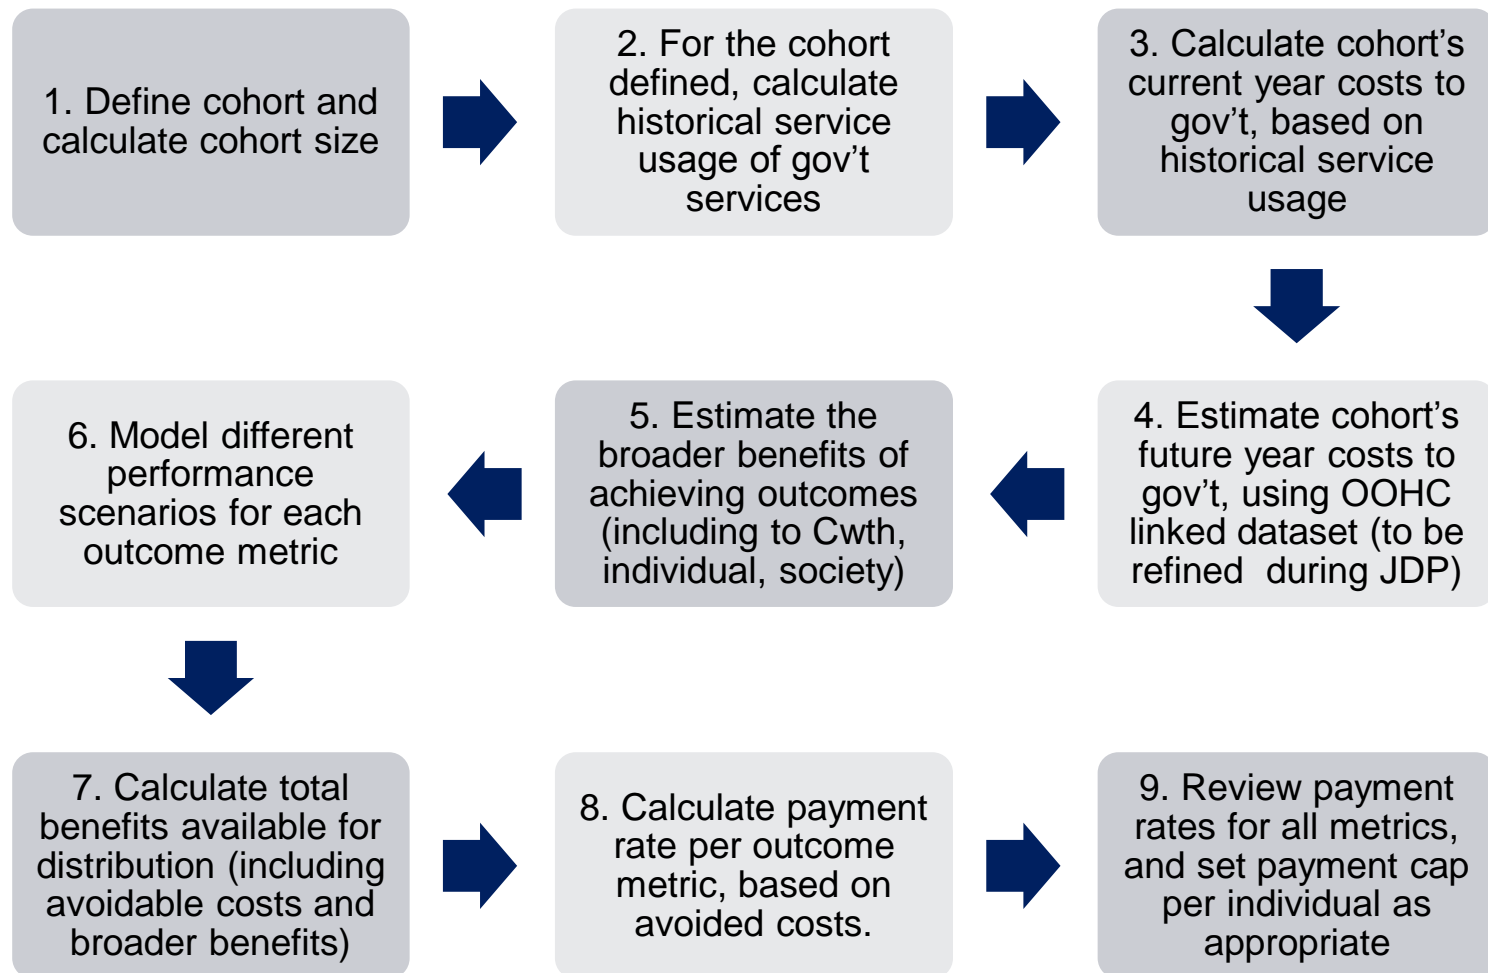 1. Define cohort and
calculate cohort size
2. For the cohort
defined, calculate
historical service
usage of gov't
services
3. Calculate cohort's
current year costs to
gov't, based on
historical service
usage
4. Estimate cohort's
future year costs to
gov't, using OOHC
linked dataset (to be
refined  during JDP)
5. Estimate the
broader benefits of
achieving outcomes
(including to Cwth,
individual, society)
6. Model different
performance
scenarios for each
outcome metric
7. Calculate total
benefits available for
distribution (including
avoidable costs and
broader benefits)
8. Calculate payment
rate per outcome
metric, based on
avoided costs.
9. Review payment
rates for all metrics,
and set payment cap
per individual as
appropriate